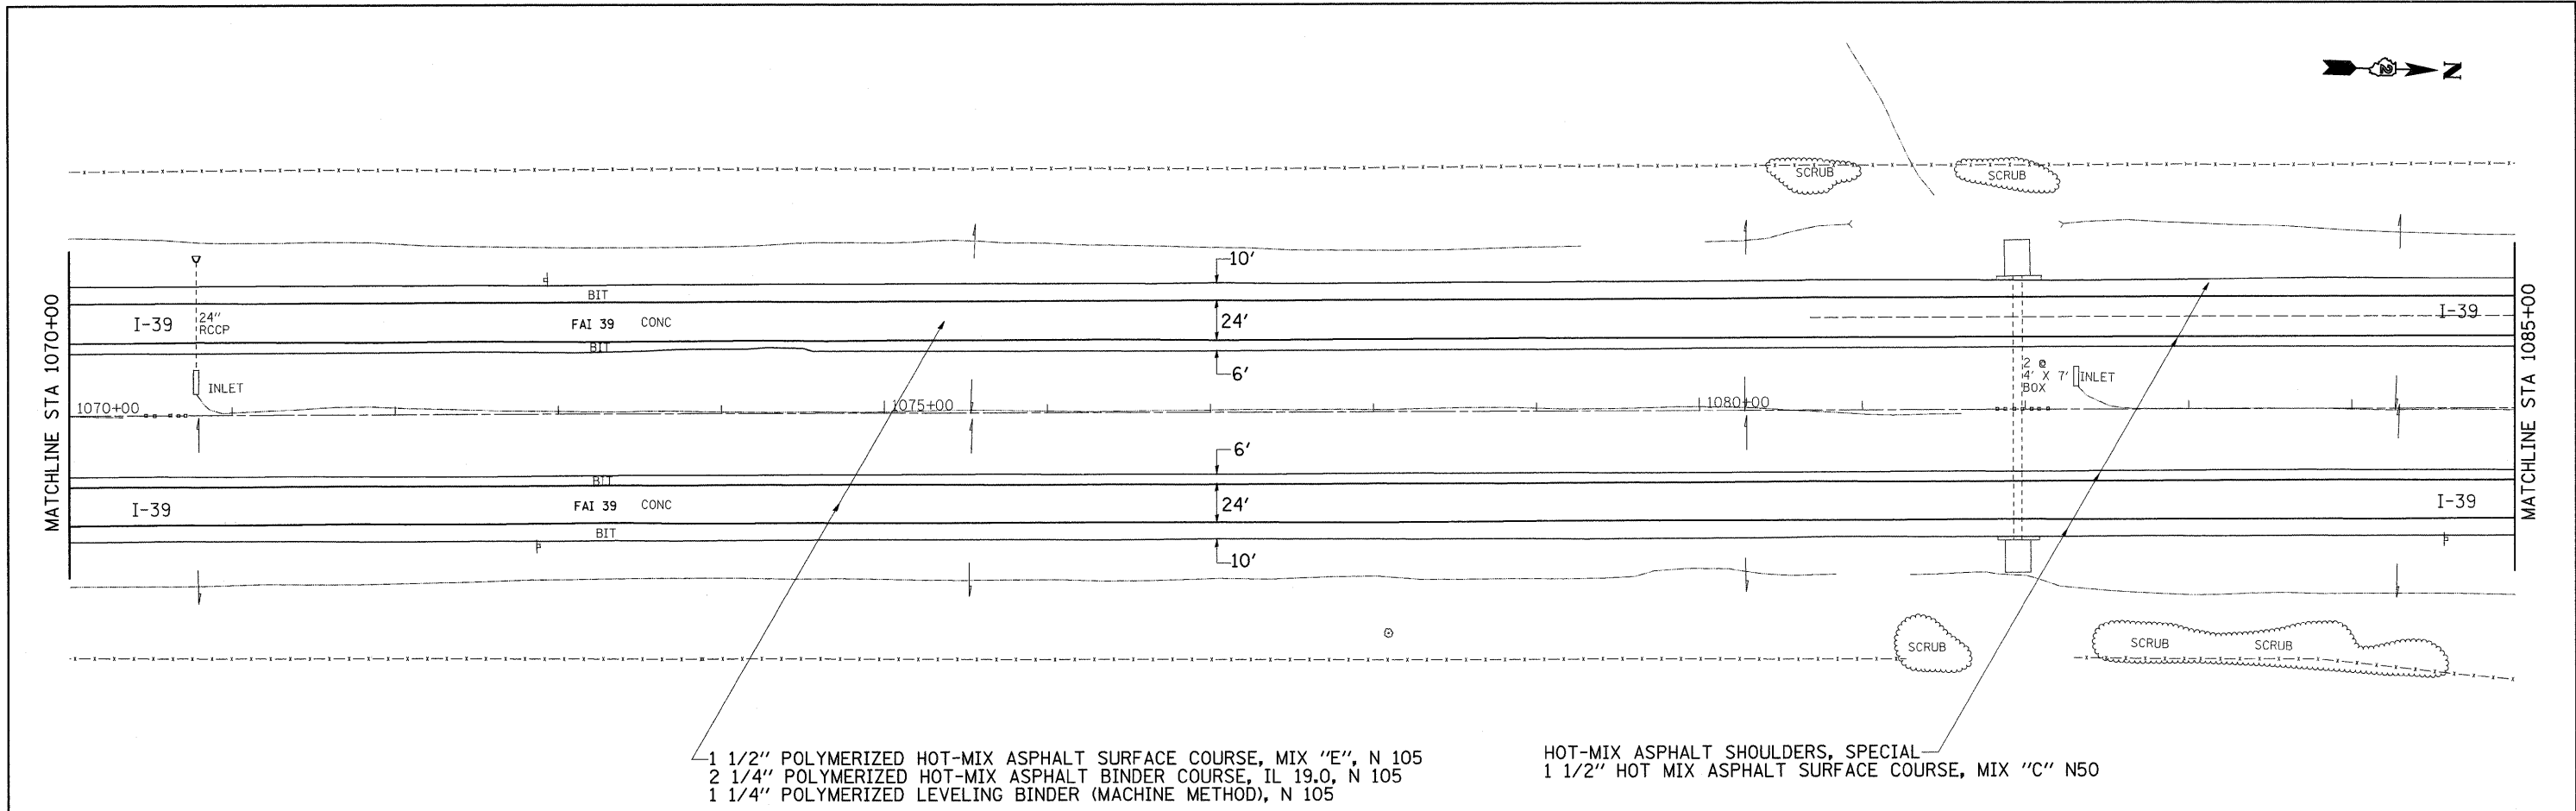 N
SCRUB
SCRUB
10'
BIT
I-39
24"
RCCP
FAI 39
CONC
24'
I-39
BIT
6'
INLET
2 @
4' X 7'
BOX
INLET
MATCHLINE STA 1070+00
MATCHLINE STA 1085+00
1070+00
1075+00
1080+00
6'
BIT
I-39
FAI 39
CONC
24'
I-39
BIT
10'
SCRUB
SCRUB
SCRUB
1 1/2" POLYMERIZED HOT-MIX ASPHALT SURFACE COURSE, MIX "E", N 105
2 1/4" POLYMERIZED HOT-MIX ASPHALT BINDER COURSE, IL 19.0, N 105
1 1/4" POLYMERIZED LEVELING BINDER (MACHINE METHOD), N 105
HOT-MIX ASPHALT SHOULDERS, SPECIAL
1 1/2" HOT MIX ASPHALT SURFACE COURSE, MIX "C" N50